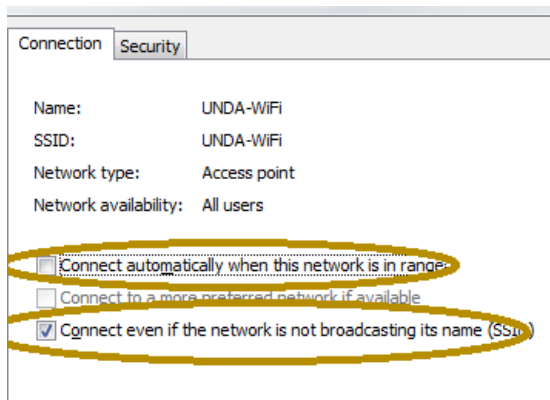 Connection Security
Name: UNDA-WiFi
SSID: UNDA-WiFi
Network type: Access point
Network availability: All users
Connect automatically when this network is in range
Connect to a more preferred network if available
Connect even if the network is not broadcasting its name (SSID)